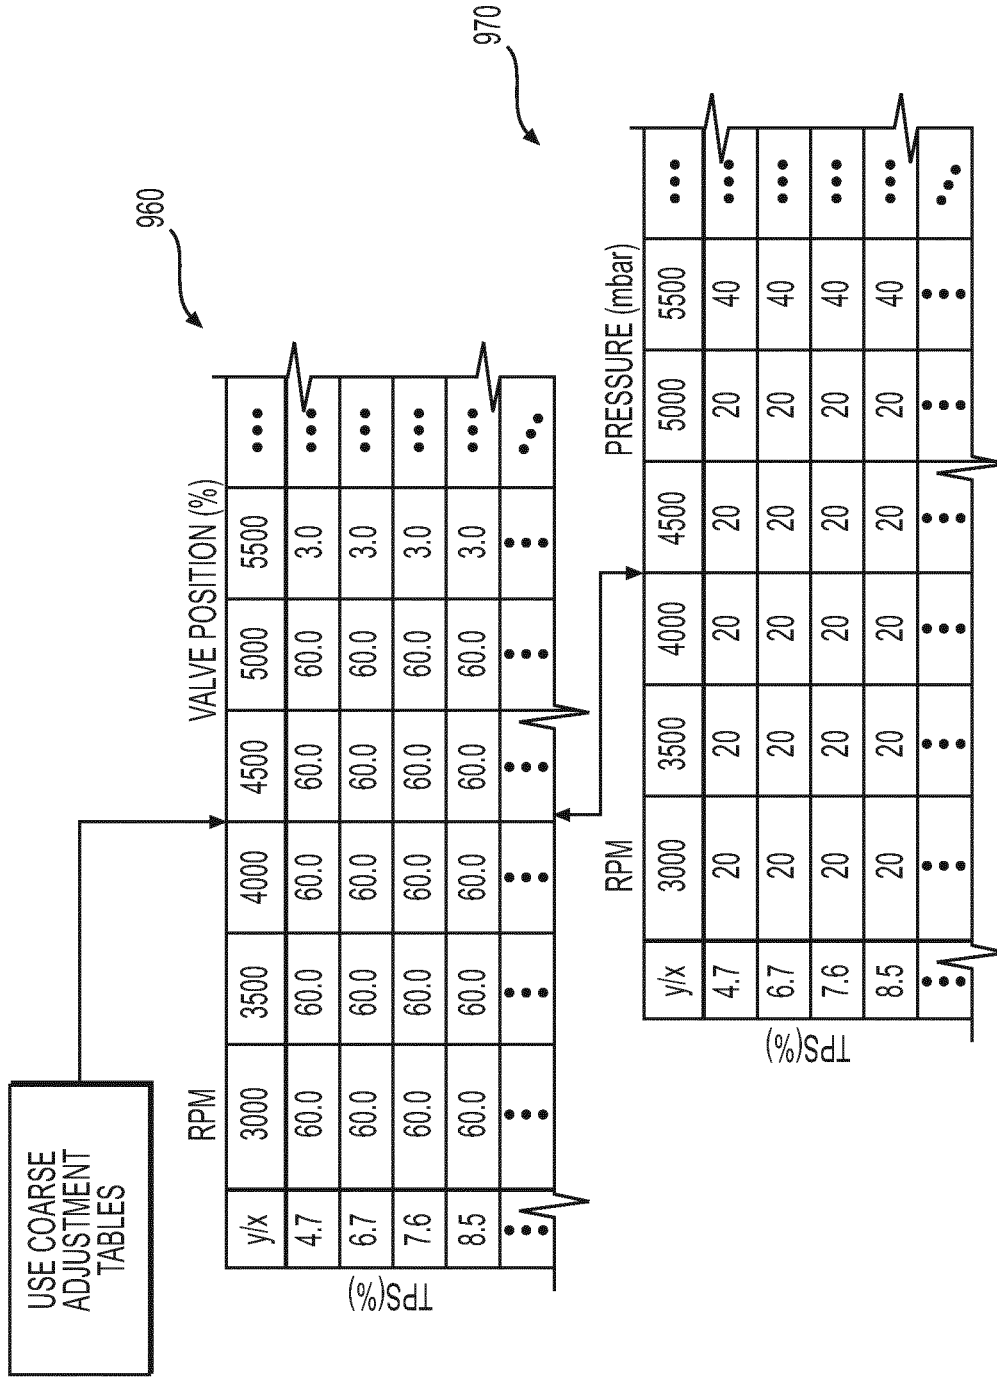 USE COARSE
ADJUSTMENT
TABLES
960
RPM VALVE POSITION (%)
TPS(%)
y/x 3000 3500 4000 4500 5000 5500 •••
4.7 60.0 60.0 60.0 60.0 60.0 3.0 •••
6.7 60.0 60.0 60.0 60.0 60.0 3.0 •••
7.6 60.0 60.0 60.0 60.0 60.0 3.0 •••
8.5 60.0 60.0 60.0 60.0 60.0 3.0 •••
••• ••• ••• ••• ••• ••• ••• •••
970
RPM PRESSURE (mbar)
TPS(%)
y/x 3000 3500 4000 4500 5000 5500 •••
4.7 20 20 20 20 20 40 •••
6.7 20 20 20 20 20 40 •••
7.6 20 20 20 20 20 40 •••
8.5 20 20 20 20 20 40 •••
••• ••• ••• ••• ••• ••• ••• •••